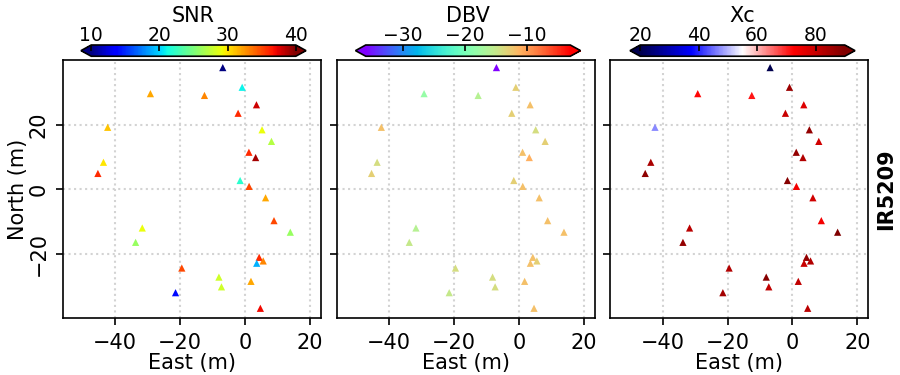 SNR DBV Xc
10 20 30 40 −30 −20 −10 20 40 60 80
North (m)
20
0
−20
IR5209
−40 −20 0 20 −40 −20 0 20 −40 −20 0 20
East (m) East (m) East (m)